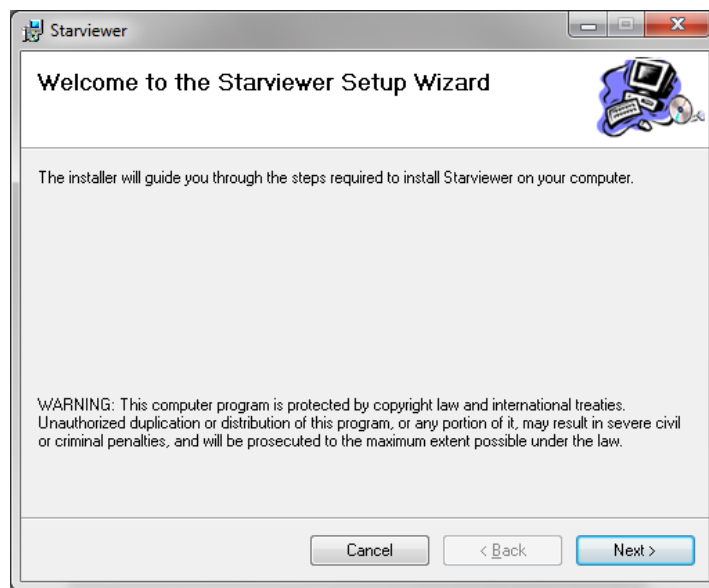 Starviewer
Welcome to the Starviewer Setup Wizard
The installer will guide you through the steps required to install Starviewer on your computer.
WARNING: This computer program is protected by copyright law and international treaties.
Unauthorized duplication or distribution of this program, or any portion of it, may result in severe civil
or criminal penalties, and will be prosecuted to the maximum extent possible under the law.
Cancel
< Back
Next >